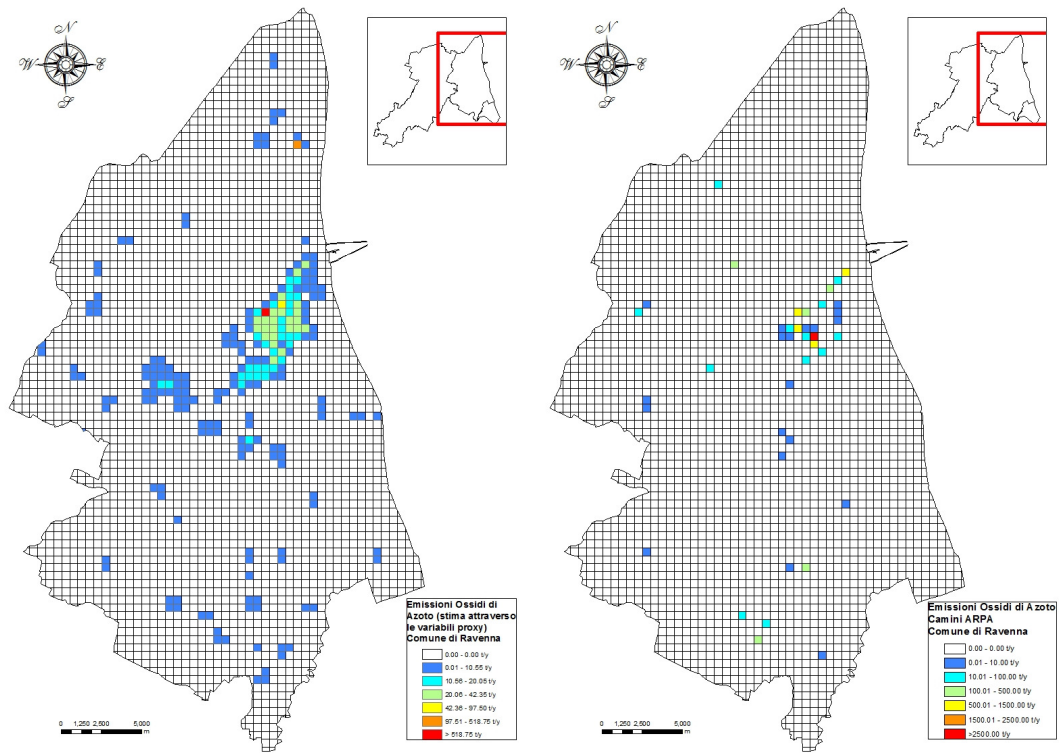 N
W E
S
Emissioni Ossidi di
Azoto (stima attraverso
le variabili proxy)
Comune di Ravenna
0.00 - 0.00 t/y
0.01 - 10.55 t/y
10.56 - 20.05 t/y
20.06 - 42.35 t/y
42.36 - 97.50 t/y
97.51 - 518.75 t/y
> 518.75 t/y
0 1,250 2,500 5,000
m
N
W E
S
Emissioni Ossidi di Azoto
Camini ARPA
Comune di Ravenna
0.00 - 0.00 t/y
0.01 - 10.00 t/y
10.01 - 100.00 t/y
100.01 - 500.00 t/y
500.01 - 1500.00 t/y
1500.01 - 2500.00 t/y
>2500.00 t/y
0 1,250 2,500 5,000
m